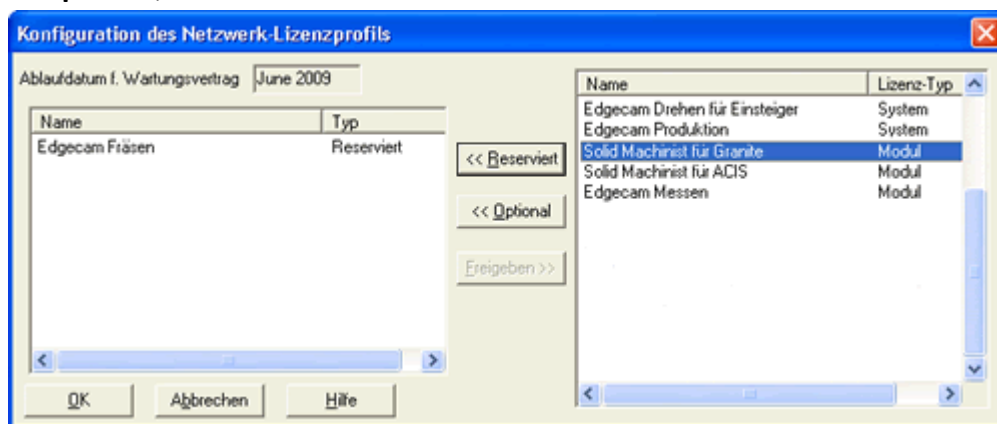 Konfiguration des Netzwerk-Lizenzprofils
Ablaufdatum f. Wartungsvertrag June 2009
Name Typ
Edgecam Fräsen Reserviert
<< Reserviert
<< Optional
Freigeben >>
Name Lizenz-Typ
Edgecam Drehen für Einsteiger System
Edgecam Produktion System
Solid Machinist für Granite Modul
Solid Machinist für ACIS Modul
Edgecam Messen Modul
OK Abbrechen Hilfe